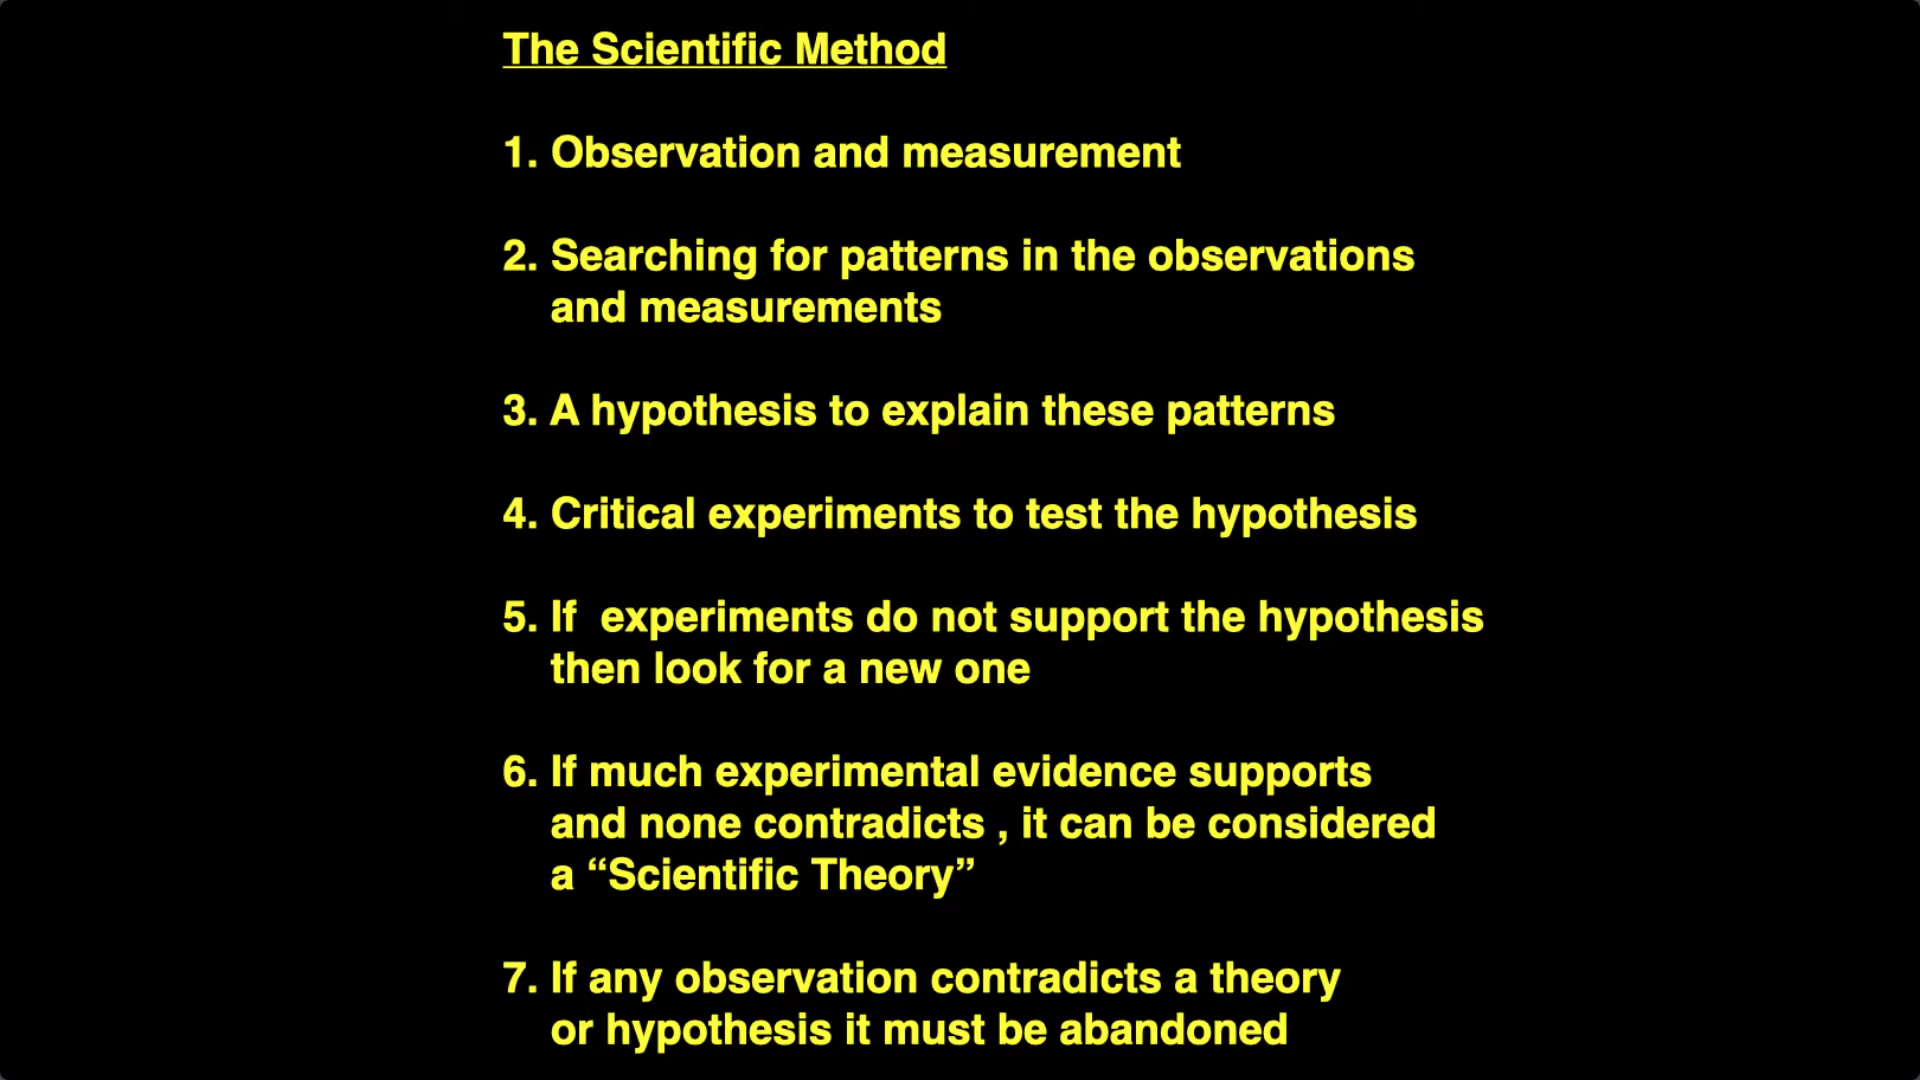 The Scientific Method
1. Observation and measurement
2. Searching for patterns in the observations
and measurements
3. A hypothesis to explain these patterns
4. Critical experiments to test the hypothesis
5. If  experiments do not support the hypothesis
then look for a new one
6. If much experimental evidence supports
and none contradicts , it can be considered
a “Scientific Theory”
7. If any observation contradicts a theory
or hypothesis it must be abandoned